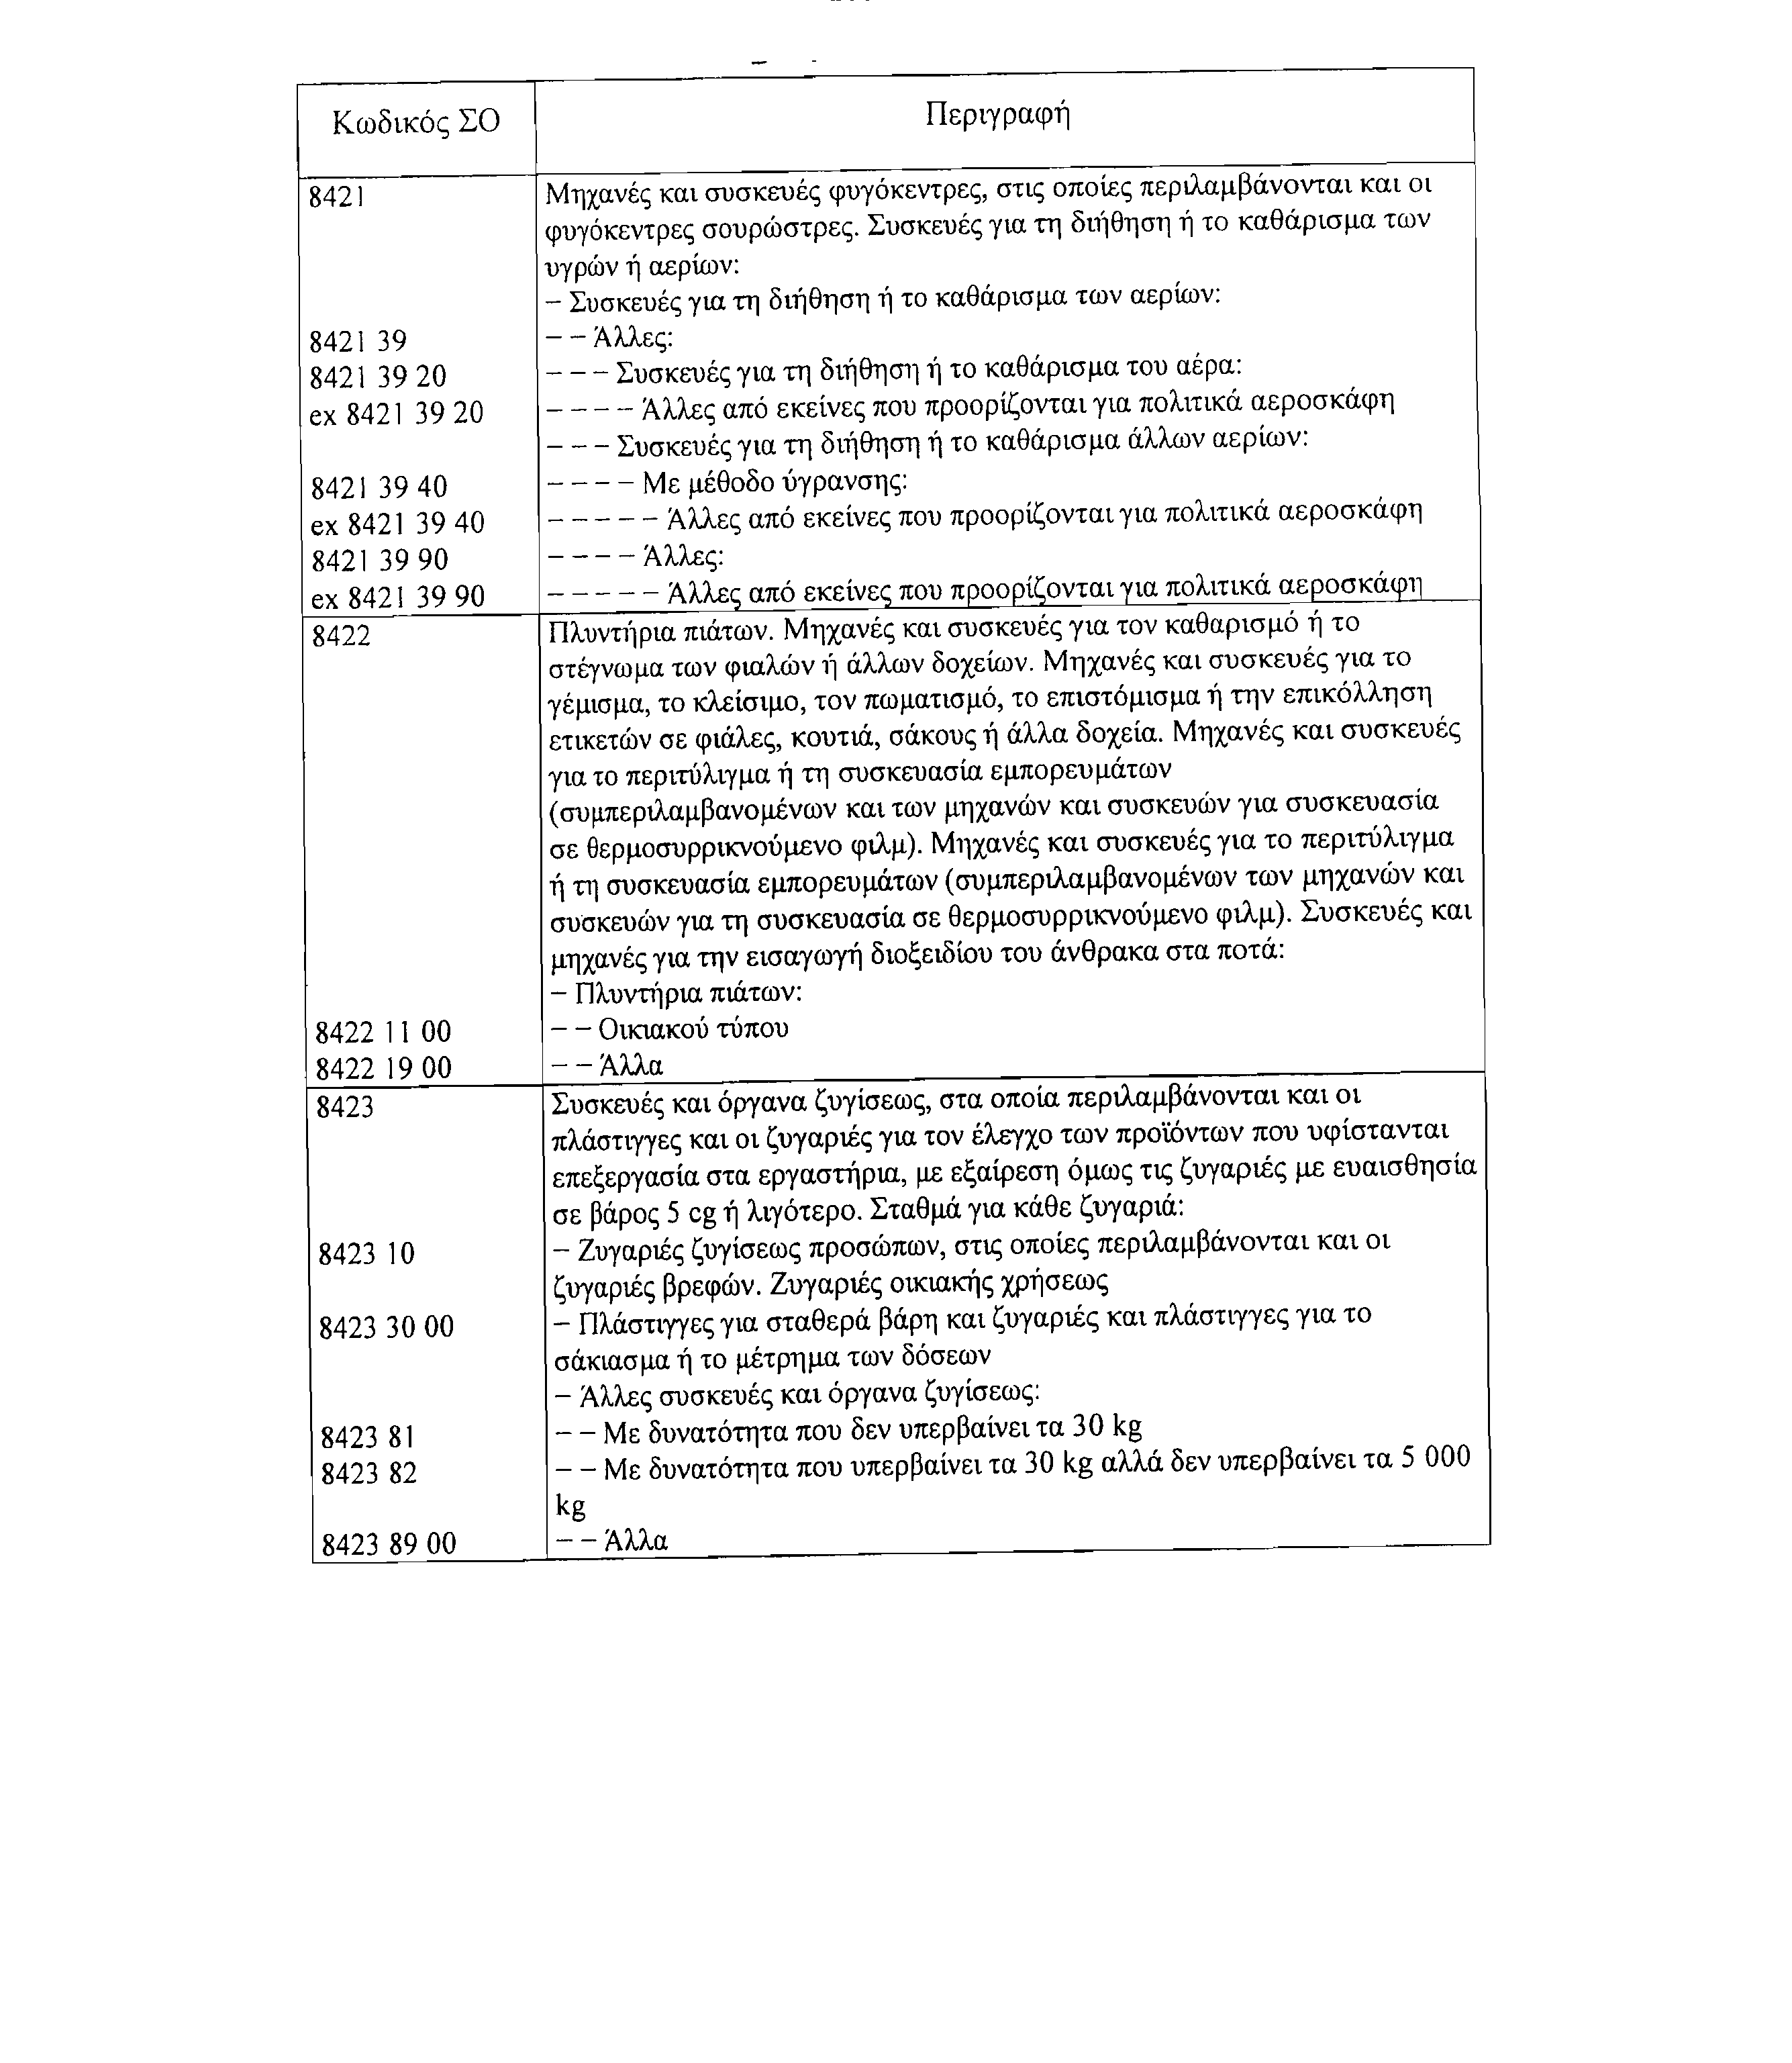 Κωδικός ΣΟ
Περιγραφή
8421
Μηχανές και συσκευές φυγόκεντρες, στις οποίες περιλαμβάνονται και οι
φυγόκεντρες σουρώστρες. Συσκευές για τη διήθηση ή το καθάρισμα των
υγρών ή αερίων:
– Συσκευές για τη διήθηση ή το καθάρισμα των αερίων:
8421 39
– – Άλλες:
8421 39 20
– – – Συσκευές για τη διήθηση ή το καθάρισμα του αέρα:
ex 8421 39 20
– – – – Άλλες από εκείνες που προορίζονται για πολιτικά αεροσκάφη
– – – Συσκευές για τη διήθηση ή το καθάρισμα άλλων αερίων:
8421 39 40
– – – – Με μέθοδο ύγρανσης:
ex 8421 39 40
– – – – – Άλλες από εκείνες που προορίζονται για πολιτικά αεροσκάφη
8421 39 90
– – – – Άλλες:
ex 8421 39 90
– – – – – Άλλες από εκείνες που προορίζονται για πολιτικά αεροσκάφη
8422
Πλυντήρια πιάτων. Μηχανές και συσκευές για τον καθαρισμό ή το
στέγνωμα των φιαλών ή άλλων δοχείων. Μηχανές και συσκευές για το
γέμισμα, το κλείσιμο, τον πωματισμό, το επιστόμισμα ή την επικόλληση
ετικετών σε φιάλες, κουτιά, σάκους ή άλλα δοχεία. Μηχανές και συσκευές
για το περιτύλιγμα ή τη συσκευασία εμπορευμάτων
(συμπεριλαμβανομένων και των μηχανών και συσκευών για συσκευασία
σε θερμοσυρρικνούμενο φιλμ). Μηχανές και συσκευές για το περιτύλιγμα
ή τη συσκευασία εμπορευμάτων (συμπεριλαμβανομένων των μηχανών και
συσκευών για τη συσκευασία σε θερμοσυρρικνούμενο φιλμ). Συσκευές και
μηχανές για την εισαγωγή διοξειδίου του άνθρακα στα ποτά:
– Πλυντήρια πιάτων:
8422 11 00
– – Οικιακού τύπου
8422 19 00
– – Άλλα
8423
Συσκευές και όργανα ζυγίσεως, στα οποία περιλαμβάνονται και οι
πλάστιγγες και οι ζυγαριές για τον έλεγχο των προϊόντων που υφίστανται
επεξεργασία στα εργαστήρια, με εξαίρεση όμως τις ζυγαριές με ευαισθησία
σε βάρος 5 cg ή λιγότερο. Σταθμά για κάθε ζυγαριά:
8423 10
– Ζυγαριές ζυγίσεως προσώπων, στις οποίες περιλαμβάνονται και οι
ζυγαριές βρεφών. Ζυγαριές οικιακής χρήσεως
8423 30 00
– Πλάστιγγες για σταθερά βάρη και ζυγαριές και πλάστιγγες για το
σάκιασμα ή το μέτρημα των δόσεων
– Άλλες συσκευές και όργανα ζυγίσεως:
8423 81
– – Με δυνατότητα που δεν υπερβαίνει τα 30 kg
8423 82
– – Με δυνατότητα που υπερβαίνει τα 30 kg αλλά δεν υπερβαίνει τα 5 000
kg
8423 89 00
– – Άλλα